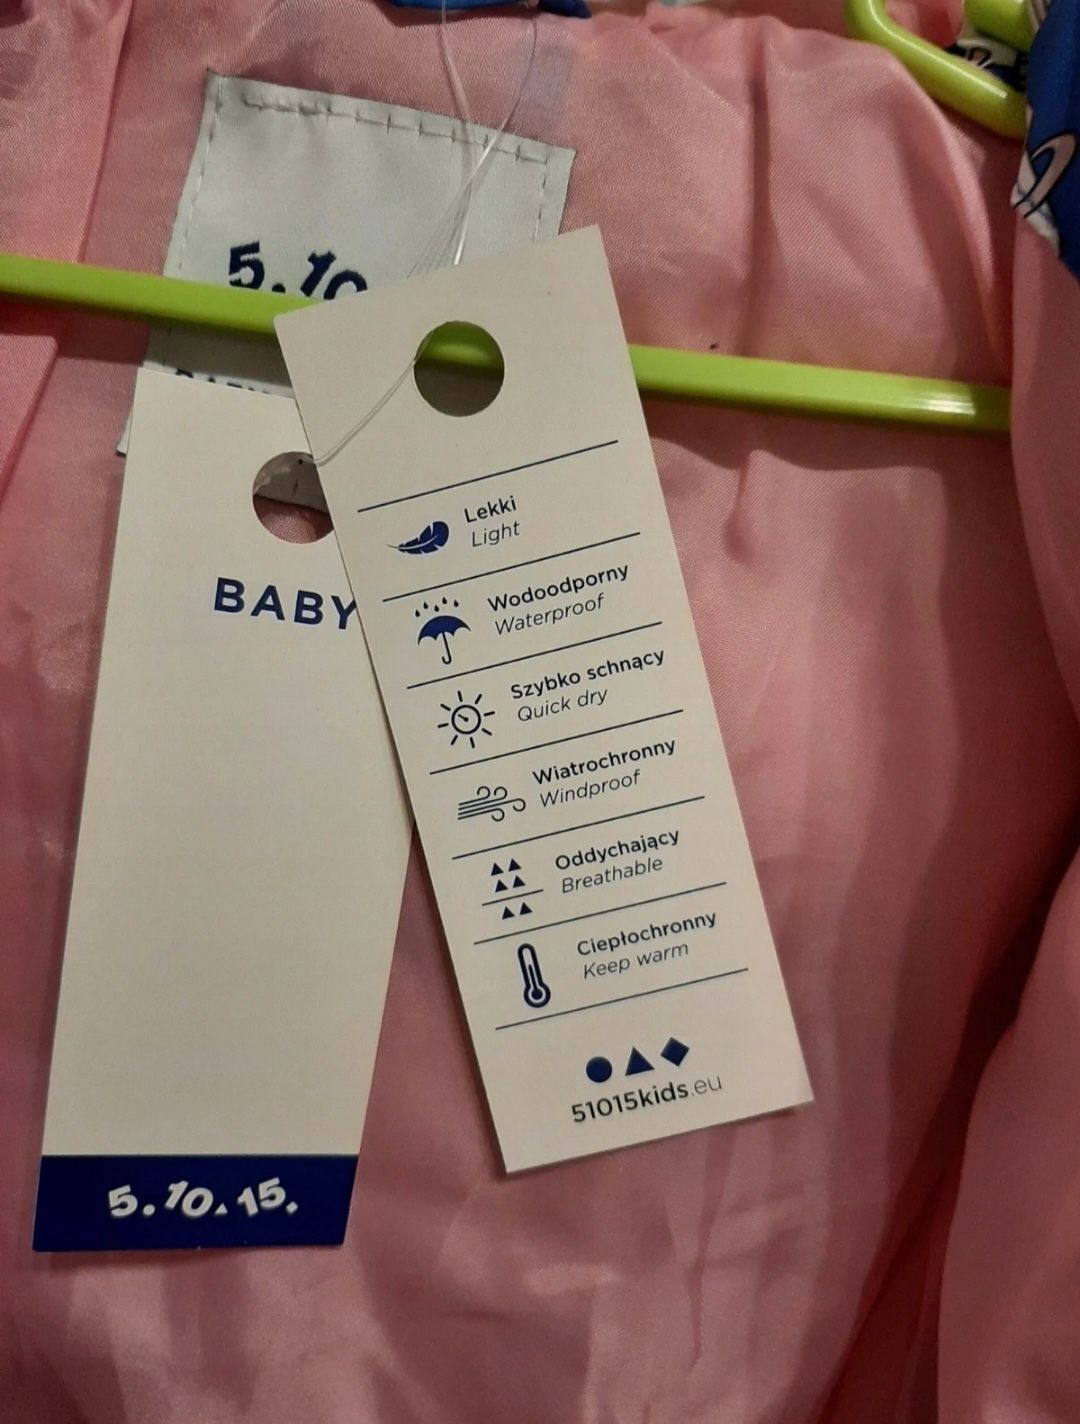 5.10
BABY
5.10.15.
Lekki
Light
Wodoodporny
Waterproof
Szybko schnący
Quick dry
Wiatrochronny
Windproof
Oddychający
Breathable
Ciepłochronny
Keep warm
51015kids.eu